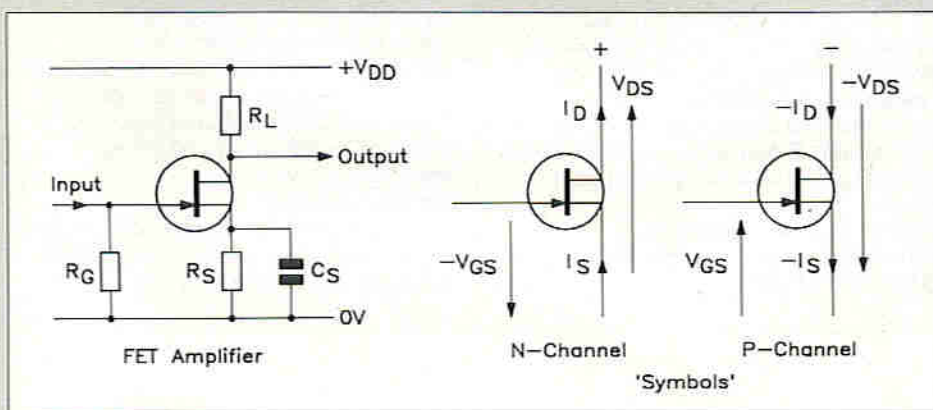 +VDD
RL
Output
Input
RG
RS
CS
0V
FET Amplifier
+
VDS
ID
-VGS
IS
N-Channel
-
-VDS
-ID
VGS
-IS
P-Channel
'Symbols'